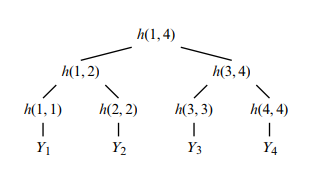 h(1,4)
h(1,2) h(3,4)
h(1,1) h(2,2) h(3,3) h(4,4)
Y₁ Y₂ Y₃ Y₄